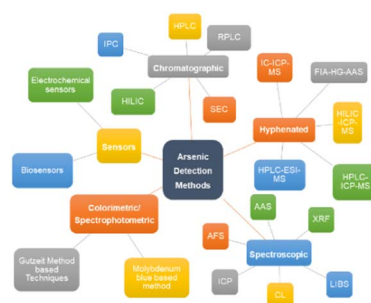 HPLC
IPC
RPLC
Chromatographic
HILIC
SEC
IC-ICP-
MS
FIA-HG-AAS
Hyphenated
HILIC
-ICP-
MS
HPLC-ESI-
MS
HPLC-
ICP-MS
Electrochemical
sensors
Sensors
Biosensors
Arsenic
Detection
Methods
Colorimetric/
Spectrophotometric
Gutzeit Method
based Techniques
Molybdenum
blue based method
AAS
AFS
XRF
Spectroscopic
ICP
CL
LIBS